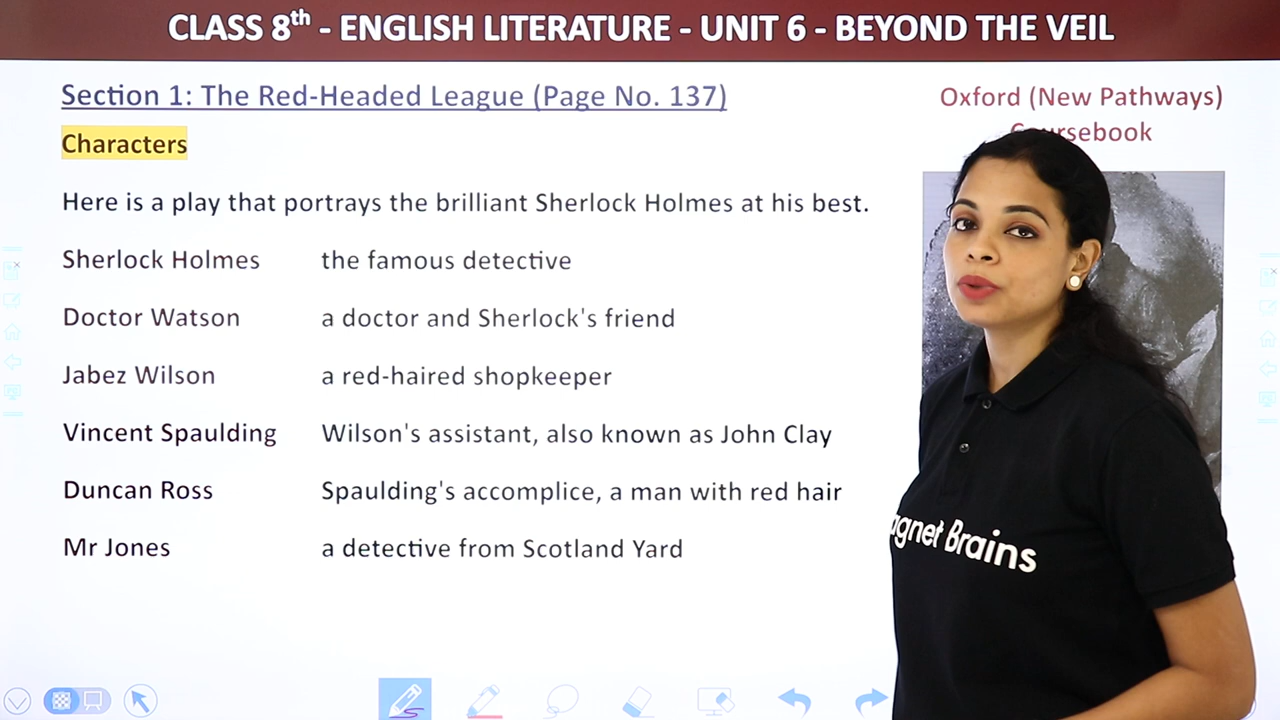 CLASS 8th - ENGLISH LITERATURE - UNIT 6 - BEYOND THE VEIL
Section 1: The Red-Headed League (Page No. 137)
Oxford (New Pathways)
Characters
Here is a play that portrays the brilliant Sherlock Holmes at his best.
Sherlock Holmes the famous detective
Doctor Watson a doctor and Sherlock's friend
Jabez Wilson a red-haired shopkeeper
Vincent Spaulding Wilson's assistant, also known as John Clay
Duncan Ross Spaulding's accomplice, a man with red hair
Mr Jones a detective from Scotland Yard
Brains